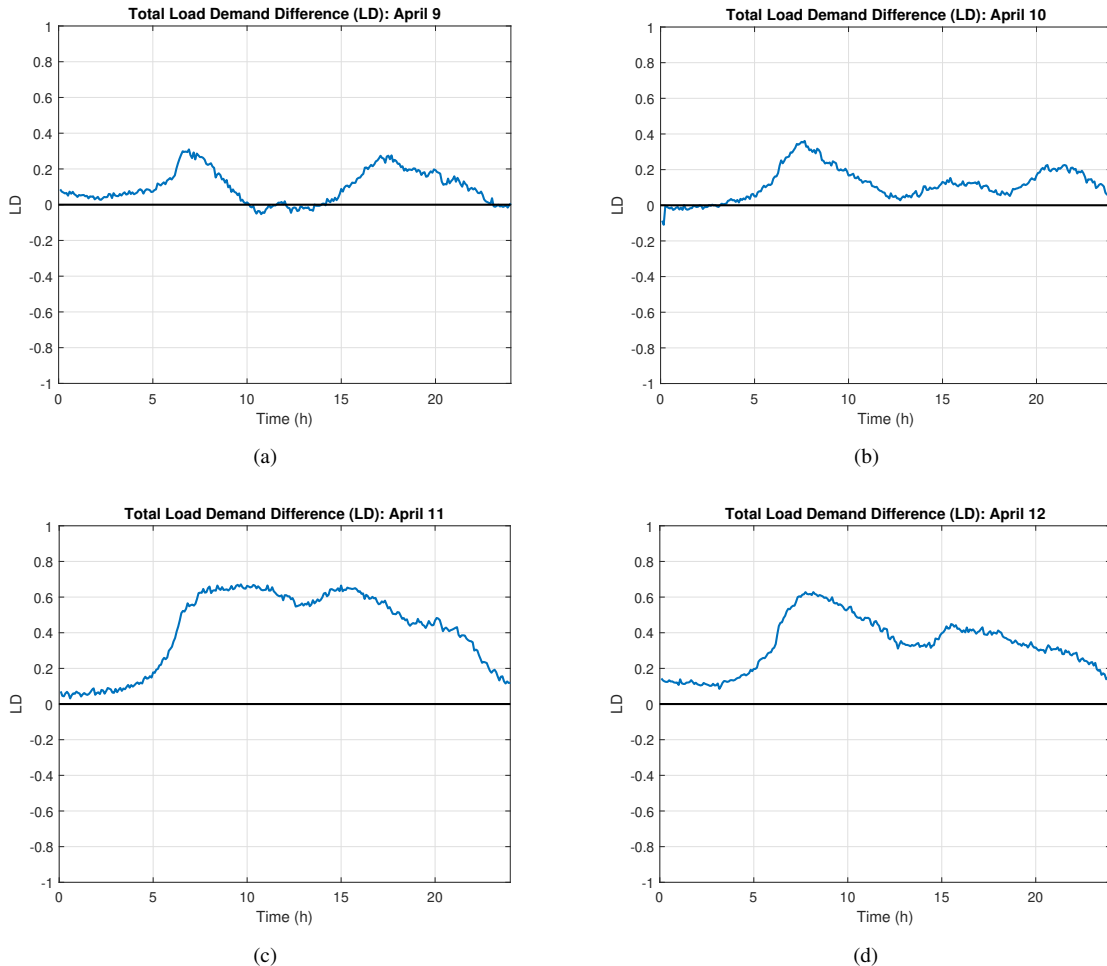 Total Load Demand Difference (LD): April 9
1
0.8
0.6
0.4
0.2
0
-0.2
-0.4
-0.6
-0.8
-1
LD
0 5 10 15 20
Time (h)
(a)
Total Load Demand Difference (LD): April 10
1
0.8
0.6
0.4
0.2
0
-0.2
-0.4
-0.6
-0.8
-1
LD
0 5 10 15 20
Time (h)
(b)
Total Load Demand Difference (LD): April 11
1
0.8
0.6
0.4
0.2
0
-0.2
-0.4
-0.6
-0.8
-1
LD
0 5 10 15 20
Time (h)
(c)
Total Load Demand Difference (LD): April 12
1
0.8
0.6
0.4
0.2
0
-0.2
-0.4
-0.6
-0.8
-1
LD
0 5 10 15 20
Time (h)
(d)